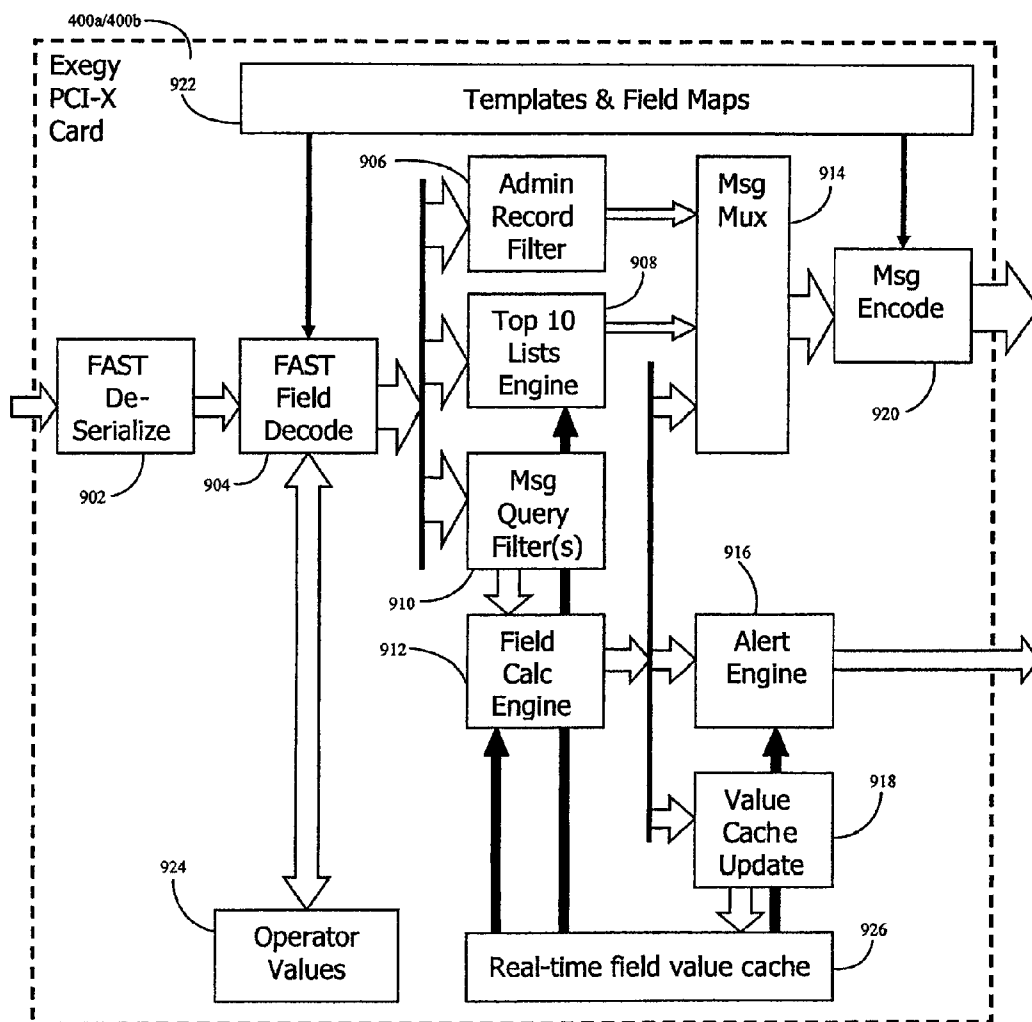 400a/400b
Exegy
PCI-X
Card
922
Templates & Field Maps
906
Admin
Record
Filter
Msg
Mux
914
908
Msg
Encode
Top 10
Lists
Engine
FAST
De-
Serialize
FAST
Field
Decode
920
902
904
Msg
Query
Filter(s)
916
910
912
Field
Calc
Engine
Alert
Engine
918
Value
Cache
Update
924
Operator
Values
926
Real-time field value cache